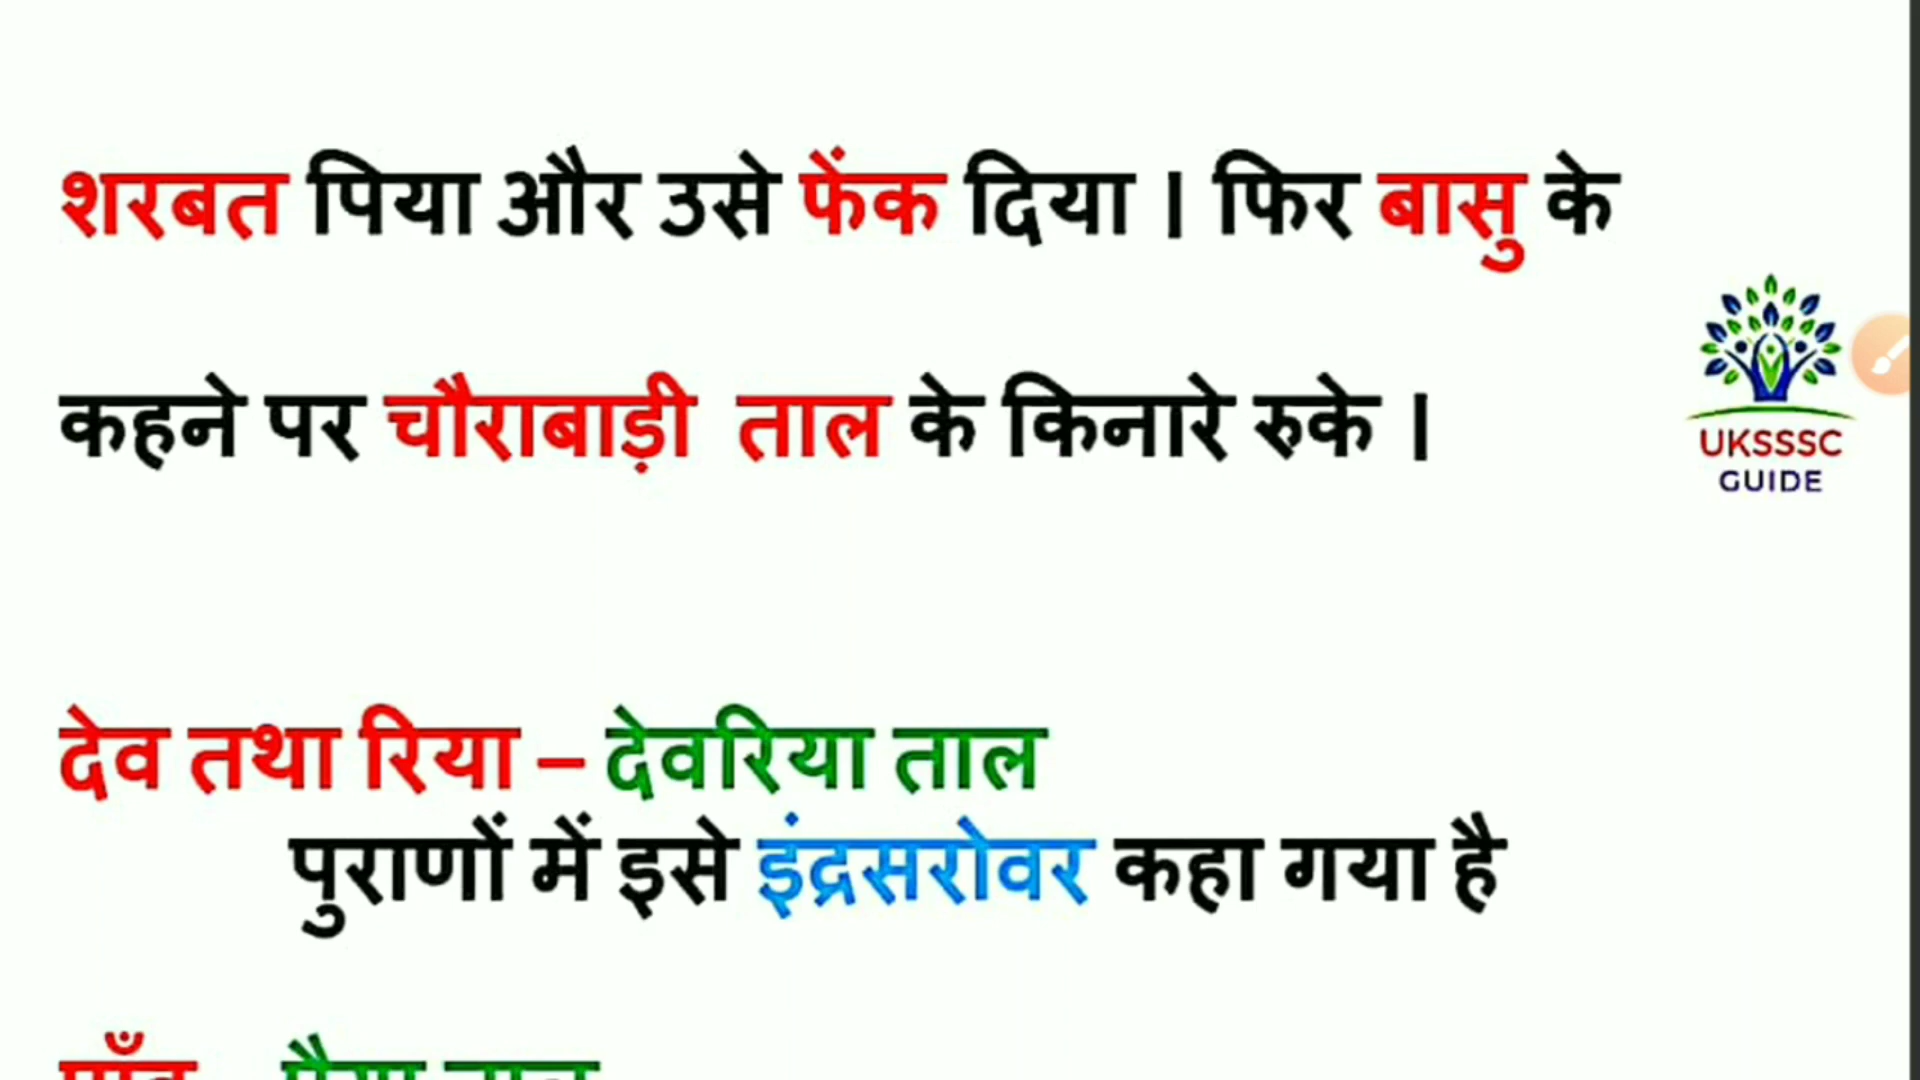 शरबत पिया और उसे फेंक दिया । फिर बासु के
कहने पर चौराबाड़ी ताल के किनारे रुके ।
UKSSSC
GUIDE
देव तथा रिया – देवरिया ताल
पुराणों में इसे इंद्रसरोवर कहा गया है